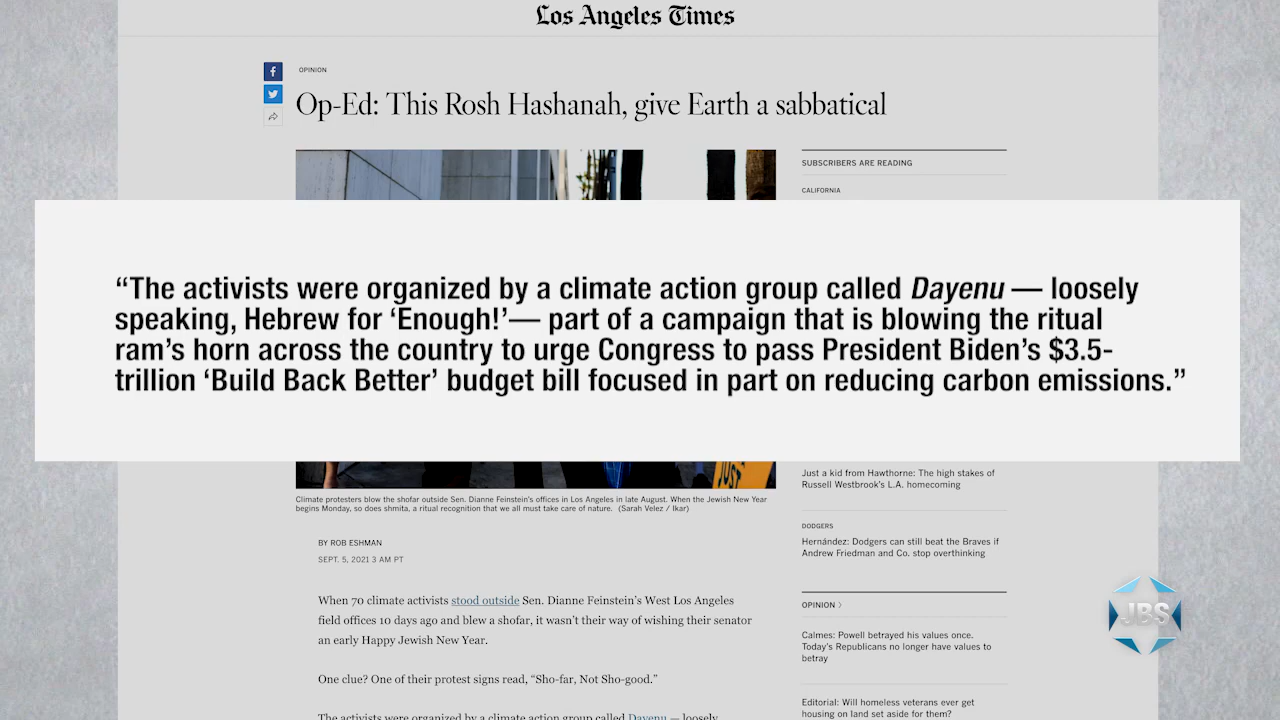 Los Angeles Times
OPINION
Op-Ed: This Rosh Hashanah, give Earth a sabbatical
SUBSCRIBERS ARE READING
CALIFORNIA
“The activists were organized by a climate action group called Dayenu — loosely
speaking, Hebrew for ‘Enough!’— part of a campaign that is blowing the ritual
ram’s horn across the country to urge Congress to pass President Biden’s $3.5-
trillion ‘Build Back Better’ budget bill focused in part on reducing carbon emissions.”
JUST
Climate protesters blow the shofar outside Sen. Dianne Feinstein’s offices in Los Angeles in late August. When the Jewish New Year
begins Monday, so does shmita, a ritual recognition that we all must take care of nature. (Sarah Velez / Ikar)
BY ROB ESHMAN
SEPT. 5, 2021 3 AM PT
When 70 climate activists stood outside Sen. Dianne Feinstein’s West Los Angeles
field offices 10 days ago and blew a shofar, it wasn’t their way of wishing their senator
an early Happy Jewish New Year.
One clue? One of their protest signs read, “Sho-far, Not Sho-good.”
The activists were organized by a climate action group called Dayenu — loosely
Just a kid from Hawthorne: The high stakes of
Russell Westbrook’s L.A. homecoming
DODGERS
Hernández: Dodgers can still beat the Braves if
Andrew Friedman and Co. stop overthinking
OPINION
Calmes: Powell betrayed his values once.
Today’s Republicans no longer have values to
betray
Editorial: Will homeless veterans ever get
housing on land set aside for them?
JBS